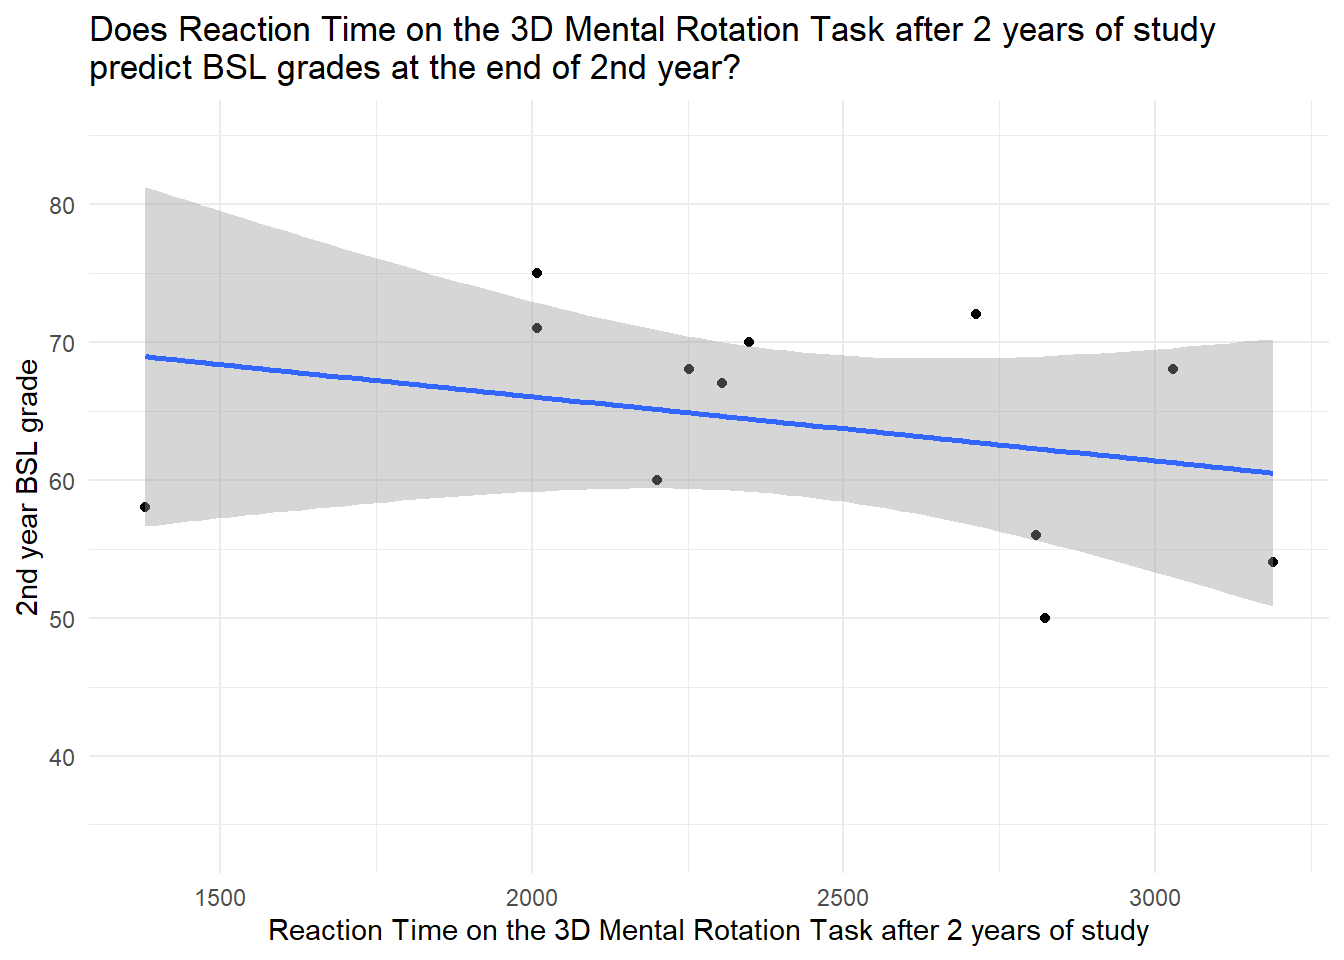 Does Reaction Time on the 3D Mental Rotation Task after 2 years of study
predict BSL grades at the end of 2nd year?
2nd year BSL grade
80
70
60
50
40
1500 2000 2500 3000
Reaction Time on the 3D Mental Rotation Task after 2 years of study